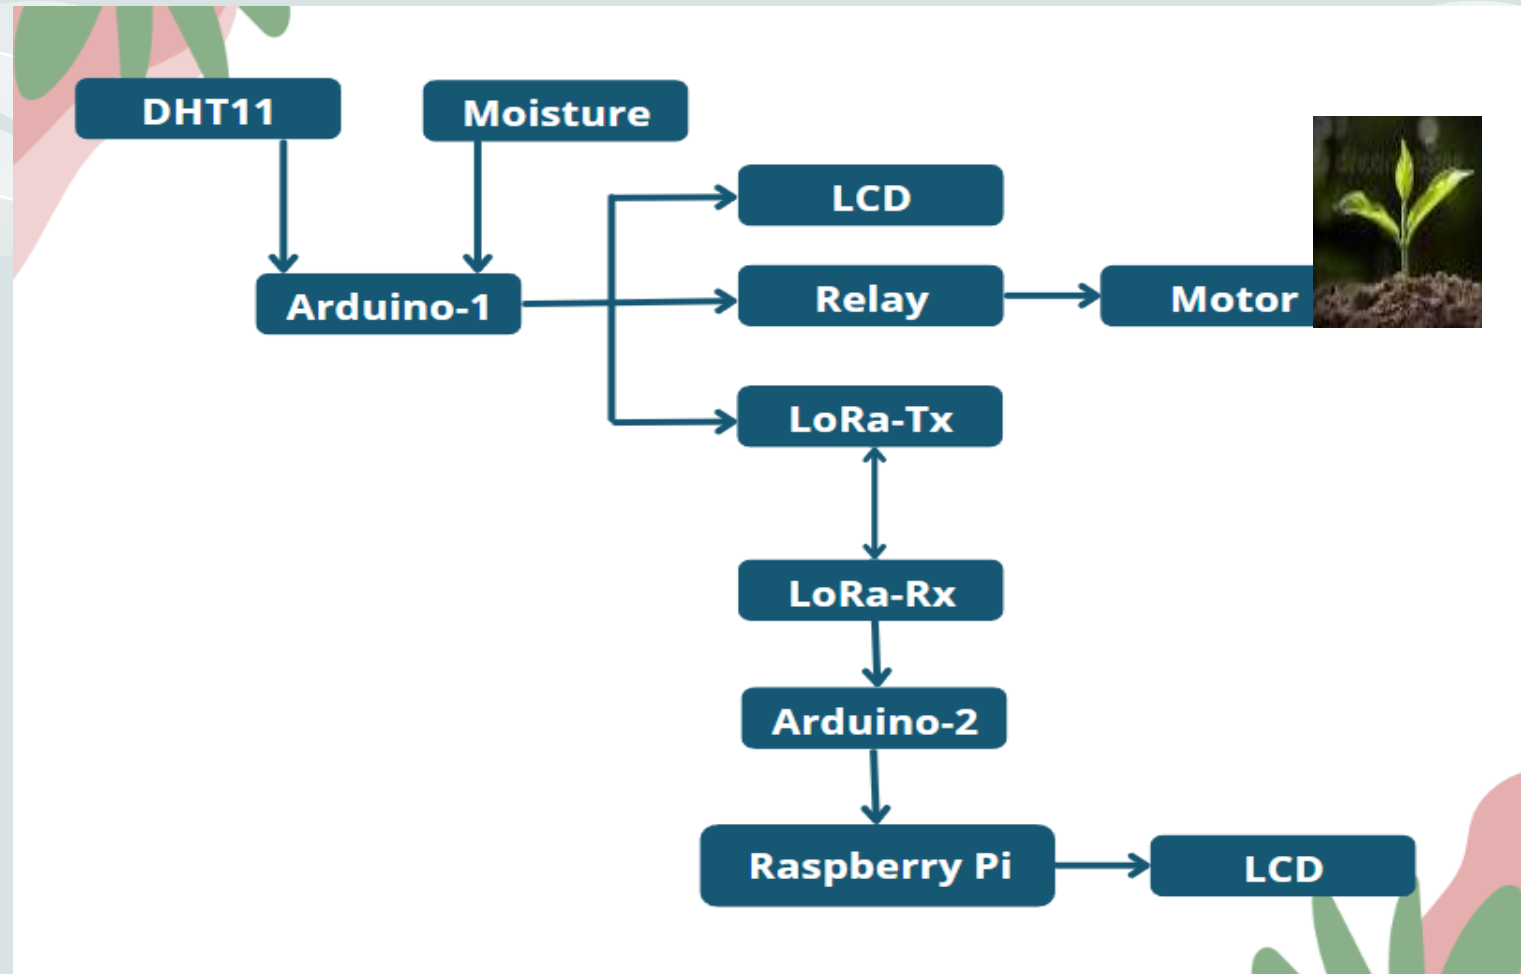 DHT11
Moisture
LCD
Arduino-1
Relay
Motor
LoRa-Tx
LoRa-Rx
Arduino-2
Raspberry Pi
LCD